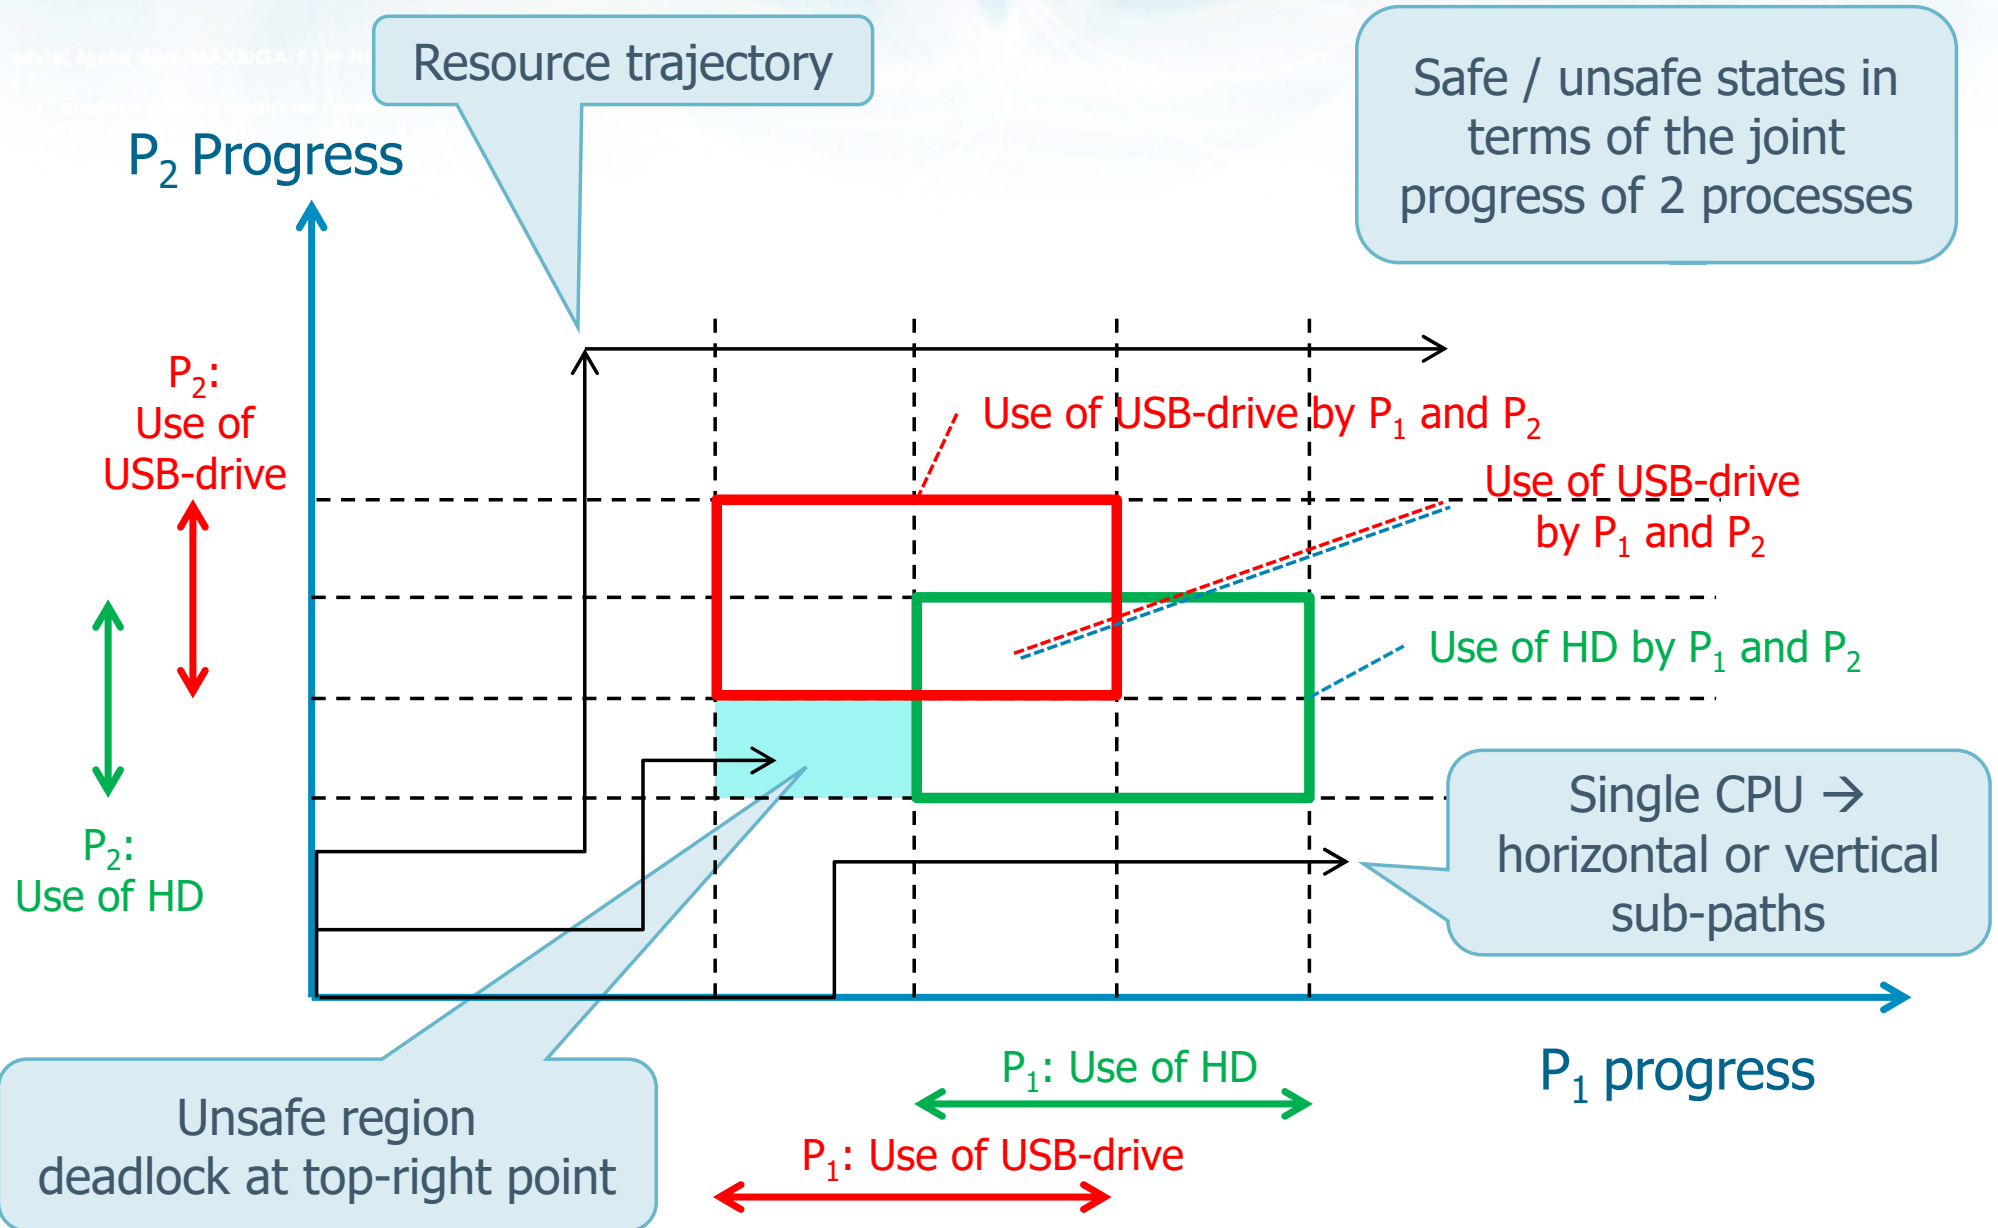 Resource trajectory
Safe / unsafe states in
terms of the joint
progress of 2 processes
P₂ Progress
P₂:
Use of
USB-drive
Use of USB-drive by P₁ and P₂
Use of USB-drive
by P₁ and P₂
Use of HD by P₁ and P₂
Single CPU →
horizontal or vertical
sub-paths
P₂:
Use of HD
P₁: Use of HD
P₁ progress
Unsafe region
deadlock at top-right point
P₁: Use of USB-drive